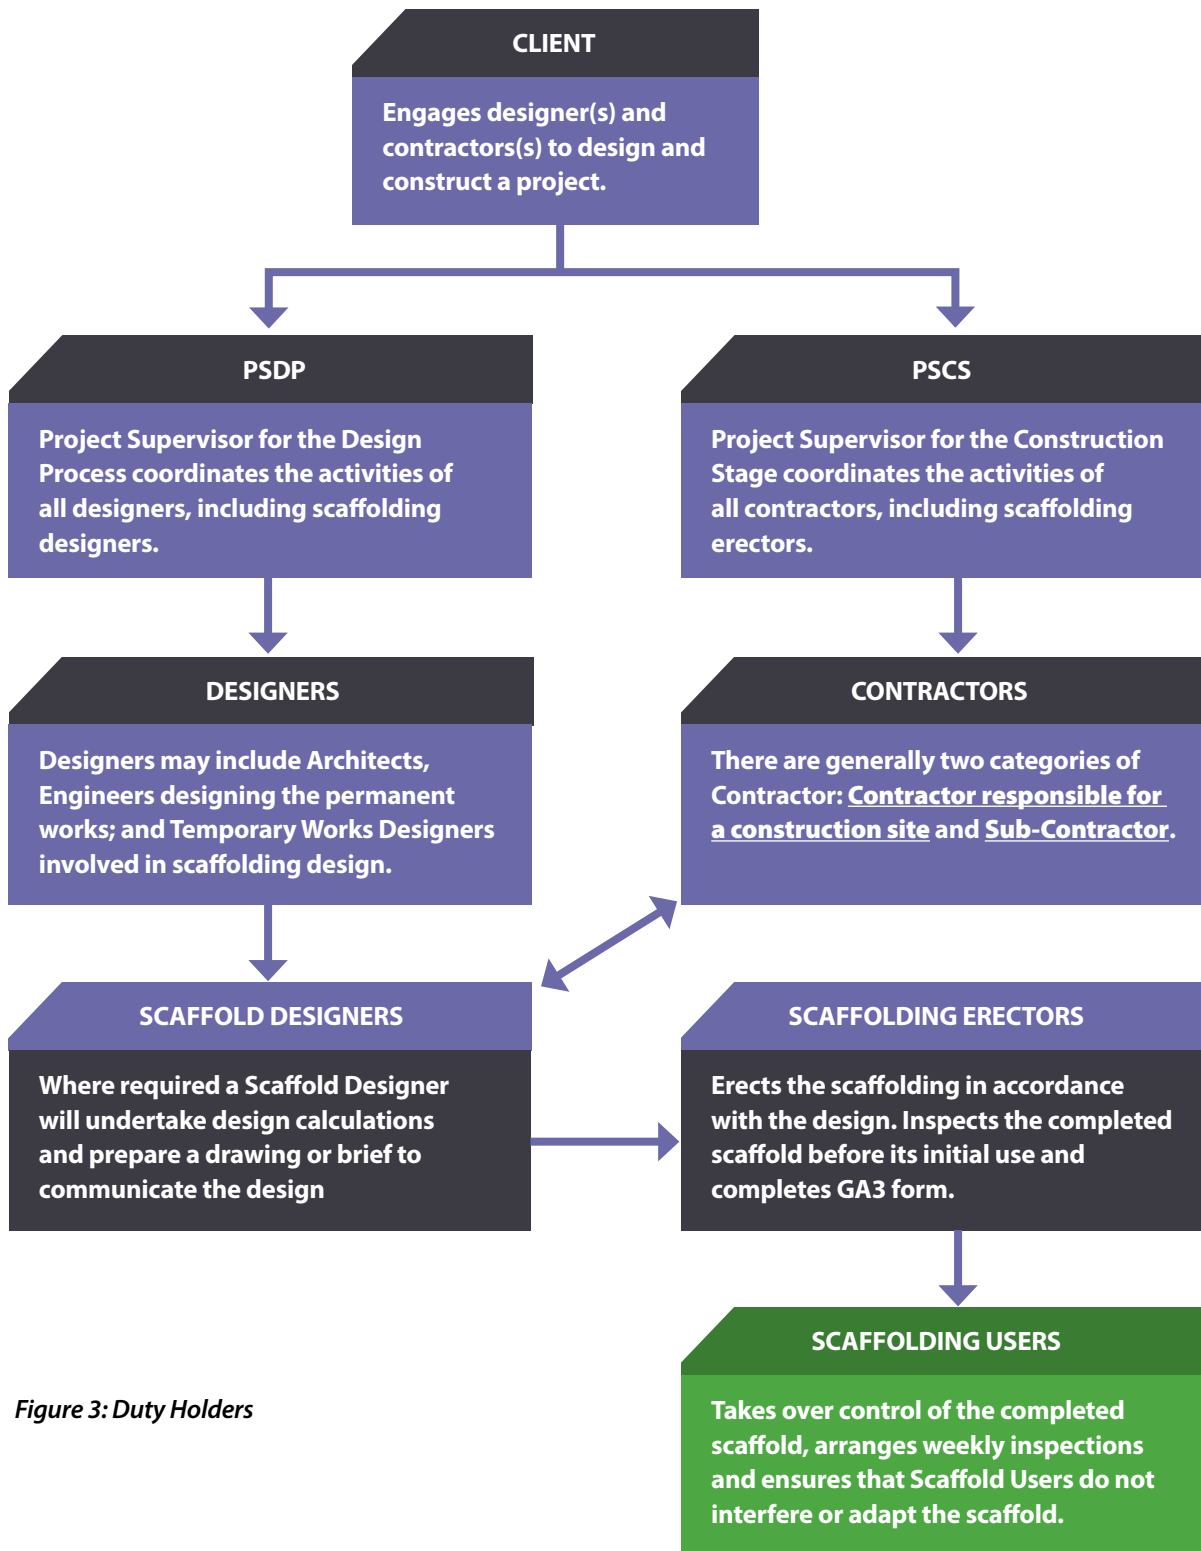 CLIENT
Engages designer(s) and
contractors(s) to design and
construct a project.
PSDP
Project Supervisor for the Design
Process coordinates the activities of
all designers, including scaffolding
designers.
PSCS
Project Supervisor for the Construction
Stage coordinates the activities of
all contractors, including scaffolding
erectors.
DESIGNERS
Designers may include Architects,
Engineers designing the permanent
works; and Temporary Works Designers
involved in scaffolding design.
CONTRACTORS
There are generally two categories of
Contractor: Contractor responsible for
a construction site and Sub-Contractor.
SCAFFOLD DESIGNERS
Where required a Scaffold Designer
will undertake design calculations
and prepare a drawing or brief to
communicate the design
SCAFFOLDING ERECTORS
Erects the scaffolding in accordance
with the design. Inspects the completed
scaffold before its initial use and
completes GA3 form.
SCAFFOLDING USERS
Takes over control of the completed
scaffold, arranges weekly inspections
and ensures that Scaffold Users do not
interfere or adapt the scaffold.
Figure 3: Duty Holders